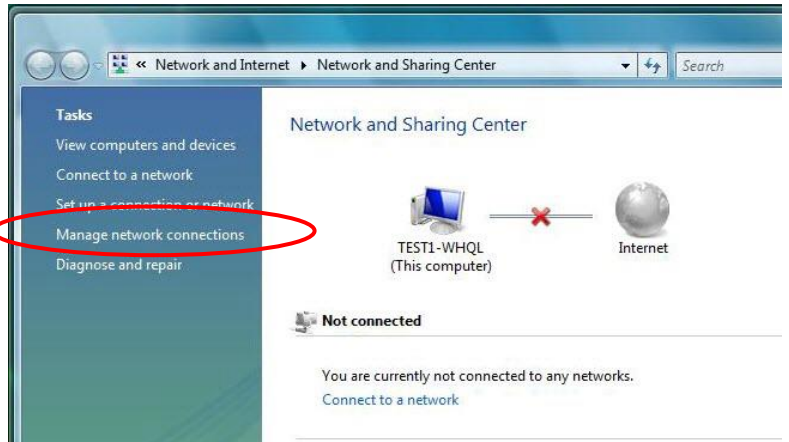 « Network and Internet ▸ Network and Sharing Center
Search
Tasks
View computers and devices
Connect to a network
Set up a connection or network
Manage network connections
Diagnose and repair
Network and Sharing Center
TEST1-WHQL
(This computer)
Internet
Not connected
You are currently not connected to any networks.
Connect to a network